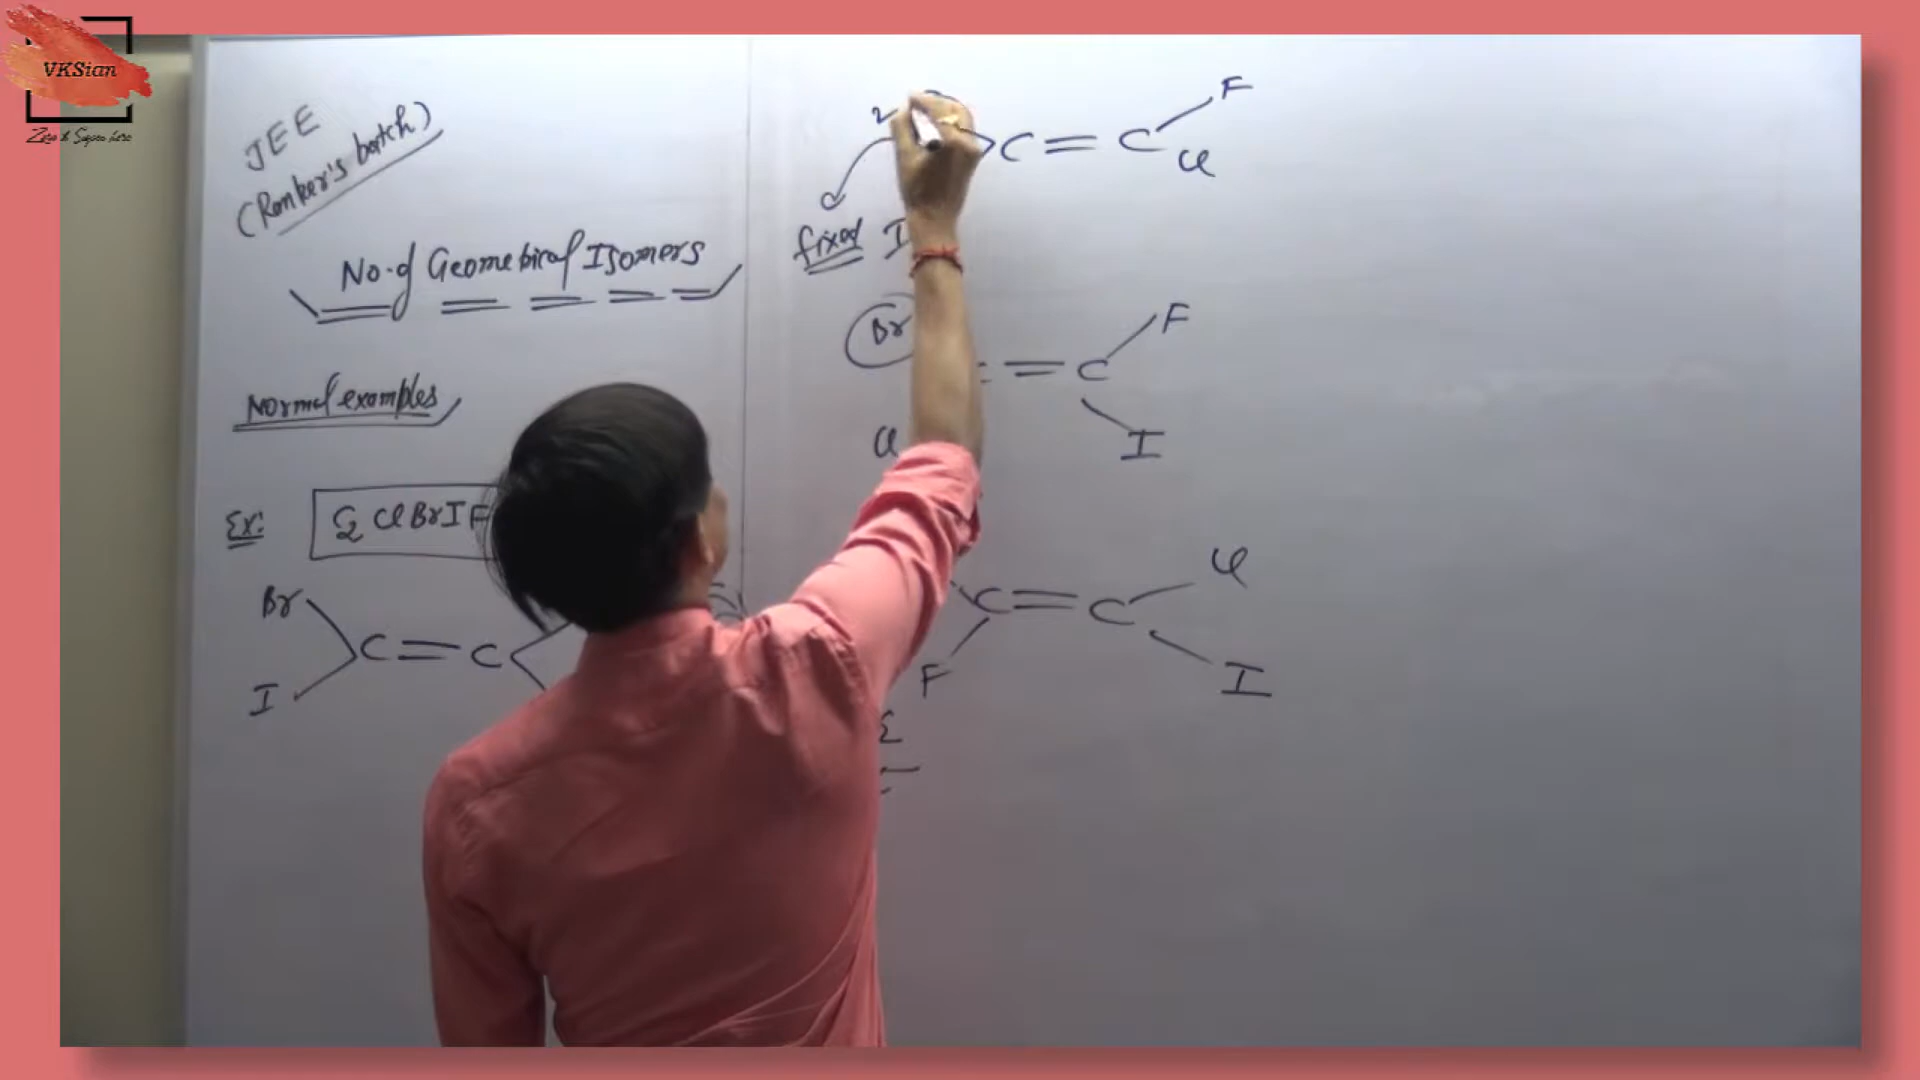 VKSian
JEE
(Ranker's batch)
No. of Geometrical Isomers
Normal examples
Ex:
C2 Cl Br I F
Br
C = C
I
F
C = C
Cl
fixed
I
Br
F
= C
Cl
I
Cl
C = C
F
I